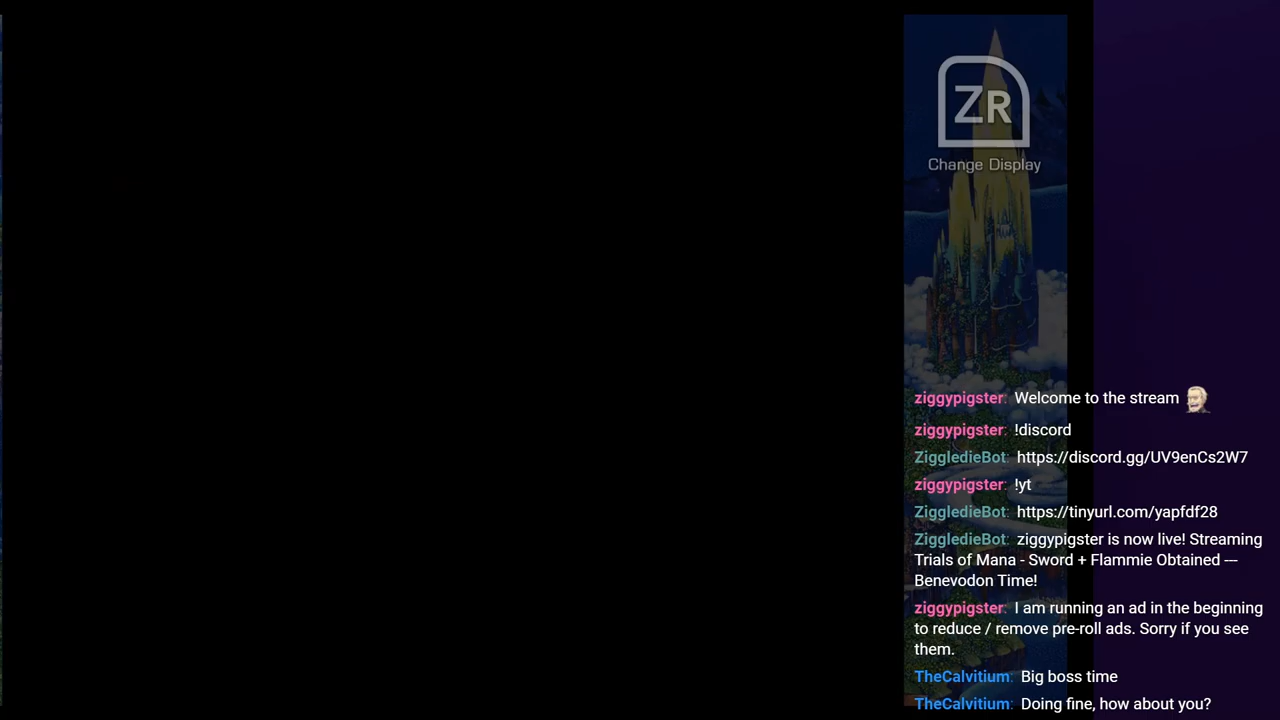 ZR
Change Display
ziggypigster: Welcome to the stream
ziggypigster: !discord
ZiggledieBot: https://discord.gg/UV9enCs2W7
ziggypigster: !yt
ZiggledieBot: https://tinyurl.com/yapfdf28
ZiggledieBot: ziggypigster is now live! Streaming
Trials of Mana - Sword + Flammie Obtained ---
Benevodon Time!
ziggypigster: I am running an ad in the beginning
to reduce / remove pre-roll ads. Sorry if you see
them.
TheCalvitium: Big boss time
TheCalvitium: Doing fine, how about you?